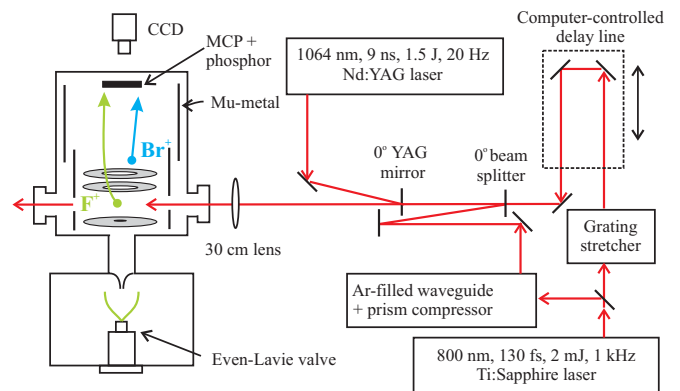 CCD
MCP +
phosphor
Mu-metal
Br⁺
F⁺
30 cm lens
Even-Lavie valve
1064 nm, 9 ns, 1.5 J, 20 Hz
Nd:YAG laser
0° YAG
mirror
0° beam
splitter
Computer-controlled
delay line
Grating
stretcher
Ar-filled waveguide
+ prism compressor
800 nm, 130 fs, 2 mJ, 1 kHz
Ti:Sapphire laser